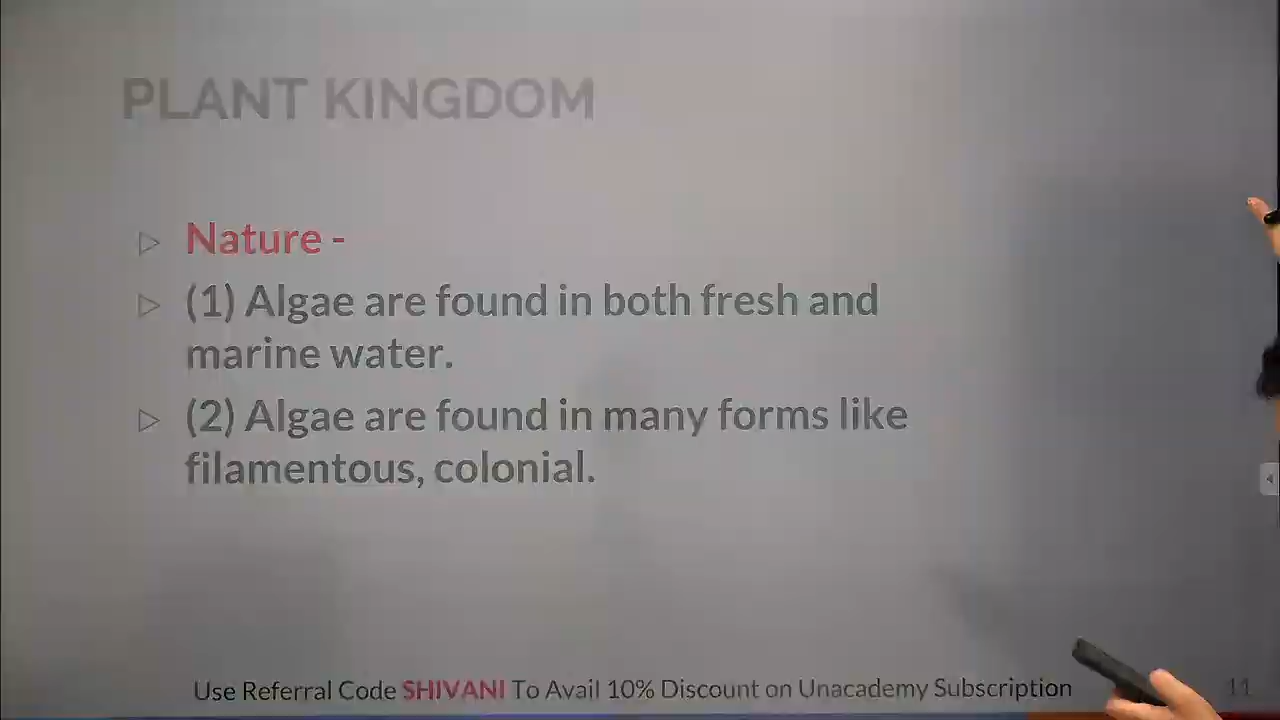 PLANT KINGDOM
Nature -
(1) Algae are found in both fresh and
marine water.
(2) Algae are found in many forms like
filamentous, colonial.
Use Referral Code SHIVANI To Avail 10% Discount on Unacademy Subscription
11